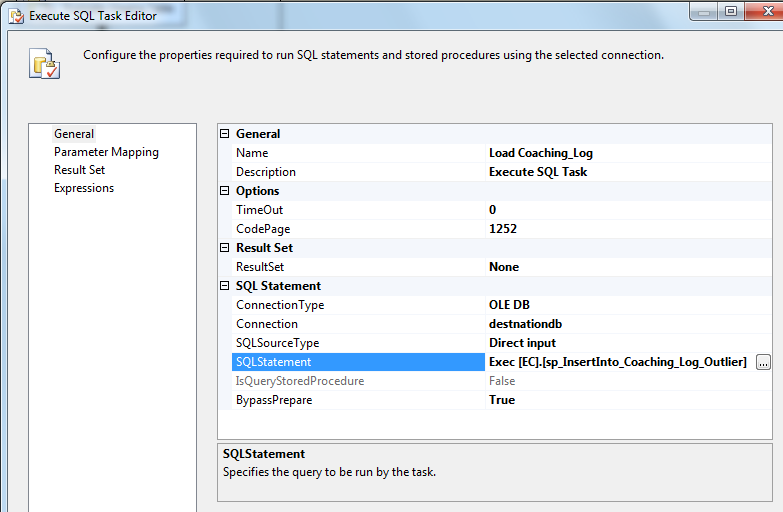 Execute SQL Task Editor
Configure the properties required to run SQL statements and stored procedures using the selected connection.
General
Parameter Mapping
Result Set
Expressions
General
Name Load Coaching_Log
Description Execute SQL Task
Options
TimeOut 0
CodePage 1252
Result Set
ResultSet None
SQL Statement
ConnectionType OLE DB
Connection destnationdb
SQLSourceType Direct input
SQLStatement Exec [EC].[sp_InsertInto_Coaching_Log_Outlier] ...
IsQueryStoredProcedure False
BypassPrepare True
SQLStatement
Specifies the query to be run by the task.